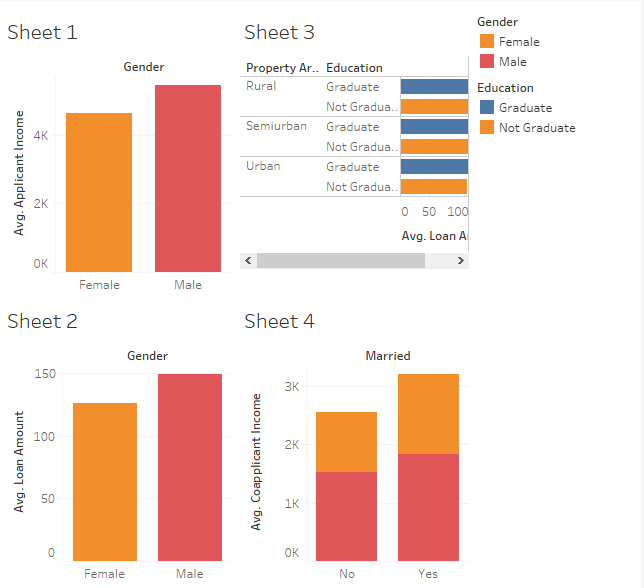 Sheet 1
Gender
Avg. Applicant Income
4K
2K
0K
Female
Male
Sheet 3
Property Ar..
Education
Rural
Graduate
Not Gradua..
Semiurban
Graduate
Not Gradua..
Urban
Graduate
Not Gradua..
0 50 100
Avg. Loan A
Gender
Female
Male
Education
Graduate
Not Graduate
Sheet 2
Gender
Avg. Loan Amount
150
100
50
0
Female
Male
Sheet 4
Married
Avg. Coapplicant Income
3K
2K
1K
0K
No
Yes